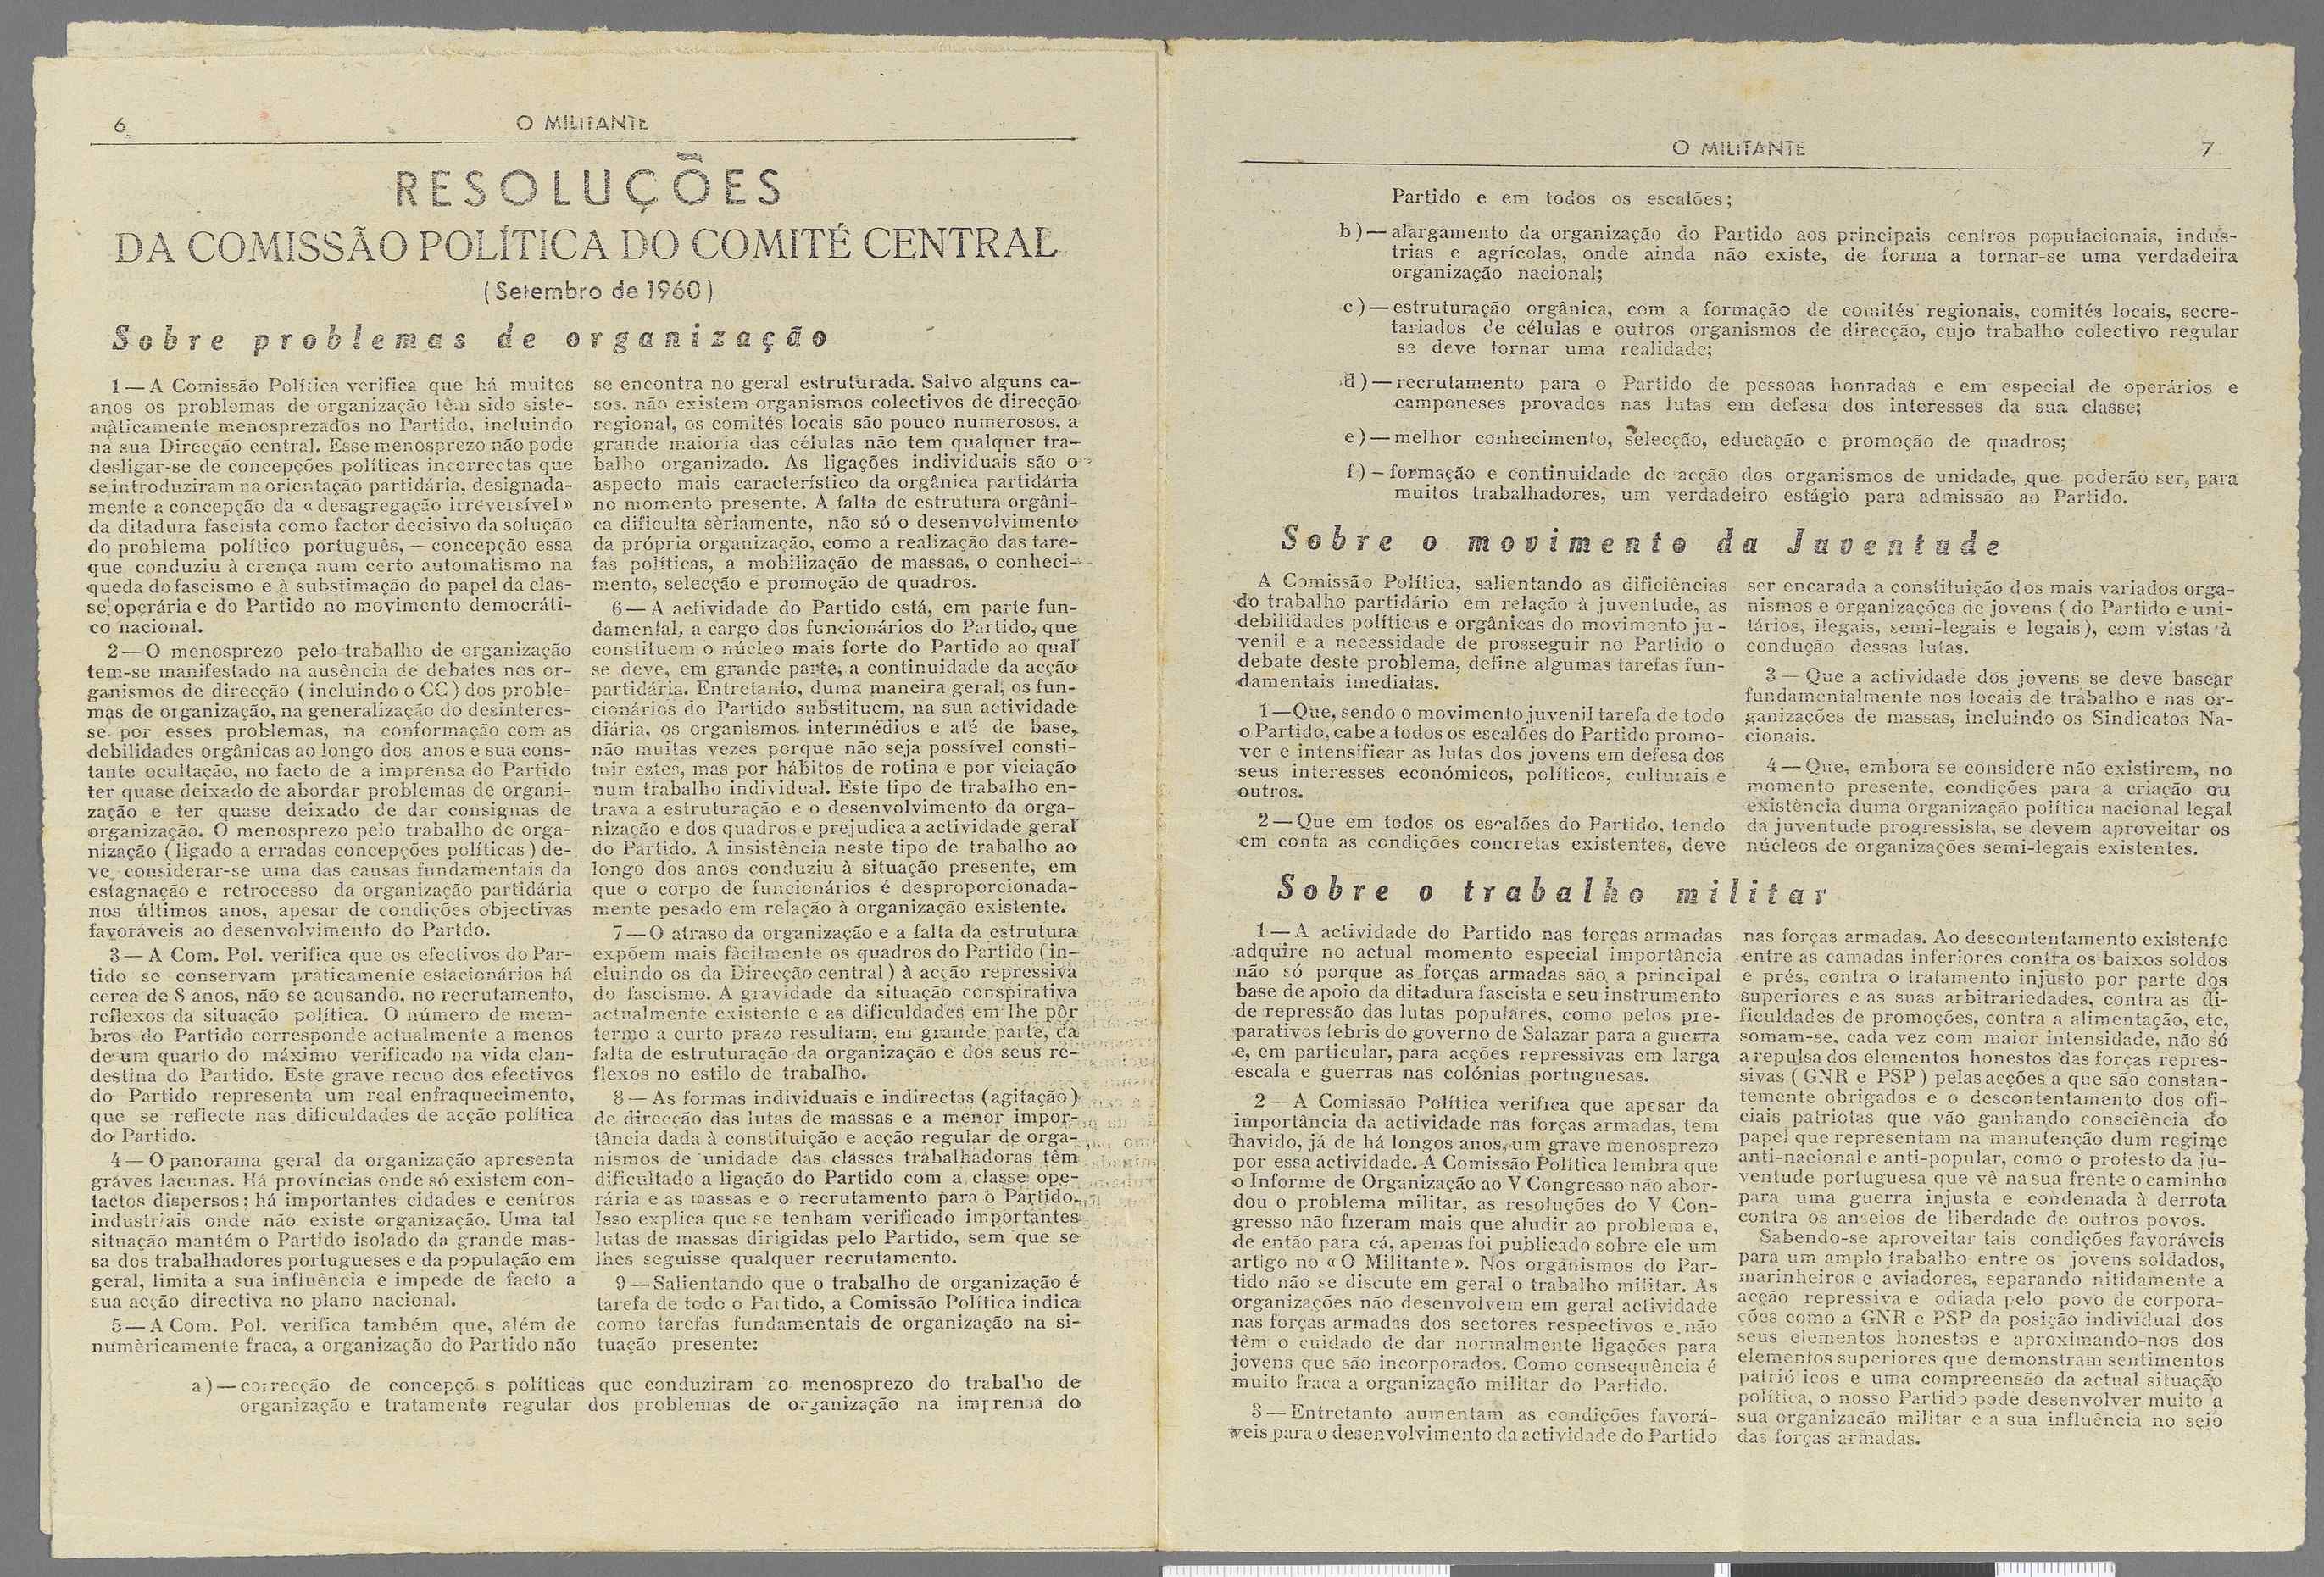 6
O MILITANTE
RESOLUÇÕES
DA COMISSÃO POLÍTICA DO COMITÉ CENTRAL
(Setembro de 1960)
Sobre problemas de organização
1—A Comissão Política verifica que há muitos
anos os problemas de organização têm sido siste-
màticamente menosprezados no Partido, incluindo
na sua Direcção central. Esse menosprezo não pode
desligar-se de concepções políticas incorrectas que
se introduziram na orientação partidária, designada-
mente a concepção da «desagregação irreversível»
da ditadura fascista como factor decisivo da solução
do problema político português, — concepção essa
que conduziu à crença num certo automatismo na
queda do fascismo e à substimação do papel da clas-
se operária e do Partido no movimento democráti-
co nacional.
2—O menosprezo pelo trabalho de organização
tem-se manifestado na ausência de debates nos or-
ganismos de direcção (incluindo o CC) dos proble-
mas de organização, na generalização do desinteres-
se por esses problemas, na conformação com as
debilidades orgânicas ao longo dos anos e sua cons-
tante ocultação, no facto de a imprensa do Partido
ter quase deixado de abordar problemas de organi-
zação e ter quase deixado de dar consignas de
organização. O menosprezo pelo trabalho de orga-
nização (ligado a erradas concepções políticas) de-
ve considerar-se uma das causas fundamentais da
estagnação e retrocesso da organização partidária
nos últimos anos, apesar de condições objectivas
favoráveis ao desenvolvimento do Partdo.
3—A Com. Pol. verifica que os efectivos do Par-
tido se conservam pràticamente estacionários há
cerca de 8 anos, não se acusando, no recrutamento,
reflexos da situação política. O número de mem-
bros do Partido corresponde actualmente a menos
de um quarto do máximo verificado na vida clan-
destina do Partido. Este grave recuo dos efectivos
do Partido representa um real enfraquecimento,
que se reflecte nas dificuldades de acção política
do Partido.
4—O panorama geral da organização apresenta
gráves lacunas. Há províncias onde só existem con-
tactos dispersos; há importantes cidades e centros
industriais onde não existe organização. Uma tal
situação mantém o Partido isolado da grande mas-
sa dos trabalhadores portugueses e da população em
geral, limita a sua influência e impede de facto a
sua acção directiva no plano nacional.
5—A Com. Pol. verifica também que, além de
numèricamente fraca, a organização do Partido não
se encontra no geral estruturada. Salvo alguns ca-
sos, não existem organismos colectivos de direcção
regional, os comités locais são pouco numerosos, a
grande maioria das células não tem qualquer tra-
balho organizado. As ligações individuais são o
aspecto mais característico da orgânica partidária
no momento presente. A falta de estrutura orgâni-
ca dificulta sèriamente, não só o desenvolvimento
da própria organização, como a realização das tare-
fas políticas, a mobilização de massas, o conheci-
mento, selecção e promoção de quadros.
6—A actividade do Partido está, em parte fun-
damental, a cargo dos funcionários do Partido, que
constituem o núcleo mais forte do Partido ao qual
se deve, em grande parte, a continuidade da acção
partidária. Entretanto, duma maneira geral, os fun-
cionários do Partido substituem, na sua actividade
diária, os organismos intermédios e até de base,
não muitas vezes porque não seja possível consti-
tuir estes, mas por hábitos de rotina e por viciação
num trabalho individual. Este tipo de trabalho en-
trava a estruturação e o desenvolvimento da orga-
nização e dos quadros e prejudica a actividade geral
do Partido. A insistência neste tipo de trabalho ao
longo dos anos conduziu à situação presente, em
que o corpo de funcionários é desproporcionada-
mente pesado em relação à organização existente.
7—O atraso da organização e a falta da estrutura
expõem mais fàcilmente os quadros do Partido (in-
cluindo os da Direcção central) à acção repressiva
do fascismo. A gravidade da situação conspirativa
actualmente existente e as dificuldades em lhe pôr
termo a curto prazo resultam, em grande parte, da
falta de estruturação da organização e dos seus re-
flexos no estilo de trabalho.
8—As formas individuais e indirectas (agitação)
de direcção das lutas de massas e a menor impor-
tância dada à constituição e acção regular de orga-
nismos de unidade das classes trabalhadoras têm
dificultado a ligação do Partido com a classe ope-
rária e as massas e o recrutamento para o Partido.
Isso explica que se tenham verificado importantes
lutas de massas dirigidas pelo Partido, sem que se
lhes seguisse qualquer recrutamento.
9—Salientando que o trabalho de organização é
tarefa de todo o Partido, a Comissão Política indica
como tarefas fundamentais de organização na si-
tuação presente:
a)—correcção de concepçõ s políticas que conduziram ao menosprezo do trabalho de
organização e tratamento regular dos problemas de organização na imprensa do
O MILITANTE
7
Partido e em todos os escalões;
b)—alargamento da organização do Partido aos principais centros populacionais, indus-
trias e agrícolas, onde ainda não existe, de forma a tornar-se uma verdadeira
organização nacional;
c)—estruturação orgânica, com a formação de comités regionais, comités locais, secre-
tariados de células e outros organismos de direcção, cujo trabalho colectivo regular
se deve tornar uma realidade;
d)—recrutamento para o Partido de pessoas honradas e em especial de operários e
camponeses provados nas lutas em defesa dos interesses da sua classe;
e)—melhor conhecimento, selecção, educação e promoção de quadros;
f)—formação e continuidade de acção dos organismos de unidade, que poderão ser, para
muitos trabalhadores, um verdadeiro estágio para admissão ao Partido.
Sobre o movimento da Juventude
A Comissão Política, salientando as dificiências
do trabalho partidário em relação à juventude, as
debilidades políticas e orgânicas do movimento ju-
venil e a necessidade de prosseguir no Partido o
debate deste problema, define algumas tarefas fun-
damentais imediatas.
1—Que, sendo o movimento juvenil tarefa de todo
o Partido, cabe a todos os escalões do Partido promo-
ver e intensificar as lutas dos jovens em defesa dos
seus interesses económicos, políticos, culturais e
outros.
2—Que em todos os escalões do Partido, tendo
em conta as condições concretas existentes, deve
ser encarada a constituição dos mais variados orga-
nismos e organizações de jovens (do Partido e uni-
tários, ilegais, semi-legais e legais), com vistas à
condução dessas lutas.
3—Que a actividade dos jovens se deve basear
fundamentalmente nos locais de trabalho e nas or-
ganizações de massas, incluindo os Sindicatos Na-
cionais.
4—Que, embora se considere não existirem, no
momento presente, condições para a criação ou
existência duma organização política nacional legal
da juventude progressista, se devem aproveitar os
núcleos de organizações semi-legais existentes.
Sobre o trabalho militar
1—A actividade do Partido nas forças armadas
adquire no actual momento especial importância
não só porque as forças armadas são a principal
base de apoio da ditadura fascista e seu instrumento
de repressão das lutas populares, como pelos pre-
parativos febris do governo de Salazar para a guerra
e, em particular, para acções repressivas em larga
escala e guerras nas colónias portuguesas.
2—A Comissão Política verifica que apesar da
importância da actividade nas forças armadas, tem
havido, já de há longos anos, um grave menosprezo
por essa actividade. A Comissão Política lembra que
o Informe de Organização ao V Congresso não abor-
dou o problema militar, as resoluções do V Con-
gresso não fizeram mais que aludir ao problema e,
de então para cá, apenas foi publicado sobre ele um
artigo no «O Militante». Nos organismos do Par-
tido não se discute em geral o trabalho militar. As
organizações não desenvolvem em geral actividade
nas forças armadas dos sectores respectivos e não
têm o cuidado de dar normalmente ligações para
jovens que são incorporados. Como consequência é
muito fraca a organização militar do Partido.
3—Entretanto aumentam as condições favorá-
veis para o desenvolvimento da actividade do Partido
nas forças armadas. Ao descontentamento existente
entre as camadas inferiores contra os baixos soldos
e prés, contra o tratamento injusto por parte dos
superiores e as suas arbitrariedades, contra as di-
ficuldades de promoções, contra a alimentação, etc,
somam-se, cada vez com maior intensidade, não só
a repulsa dos elementos honestos das forças repres-
sivas (GNR e PSP) pelas acções a que são constan-
temente obrigados e o descontentamento dos ofi-
ciais patriotas que vão ganhando consciência do
papel que representam na manutenção dum regime
anti-nacional e anti-popular, como o protesto da ju-
ventude portuguesa que vê na sua frente o caminho
para uma guerra injusta e condenada à derrota
contra os anseios de liberdade de outros povos.
Sabendo-se aproveitar tais condições favoráveis
para um amplo trabalho entre os jovens soldados,
marinheiros e aviadores, separando nitidamente a
acção repressiva e odiada pelo povo de corpora-
ções como a GNR e PSP da posição individual dos
seus elementos honestos e aproximando-nos dos
elementos superiores que demonstram sentimentos
patrió icos e uma compreensão da actual situação
política, o nosso Partido pode desenvolver muito a
sua organizacão militar e a sua influência no seio
das forças armadas.